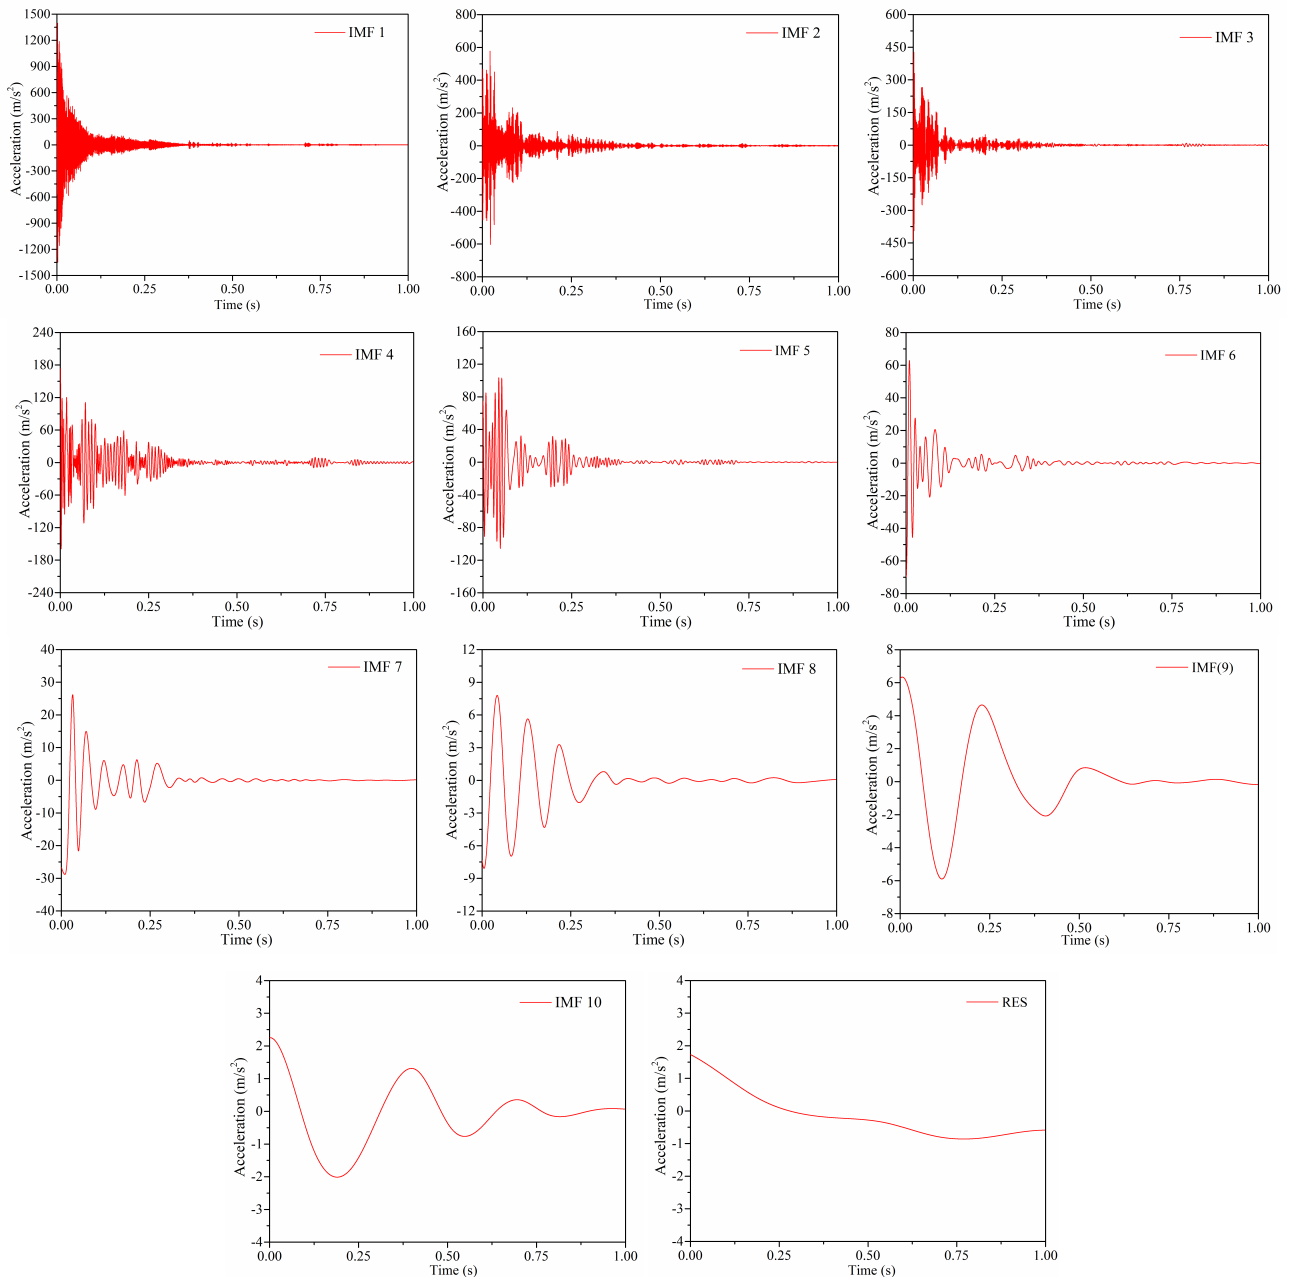 IMF 1
Acceleration (m/s²)
1500
1200
900
600
300
0
-300
-600
-900
-1200
-1500
0.00 0.25 0.50 0.75 1.00
Time (s)
IMF 2
Acceleration (m/s²)
800
600
400
200
0
-200
-400
-600
-800
0.00 0.25 0.50 0.75 1.00
Time (s)
IMF 3
Acceleration (m/s²)
600
450
300
150
0
-150
-300
-450
-600
0.00 0.25 0.50 0.75 1.00
Time (s)
IMF 4
Acceleration (m/s²)
240
180
120
60
0
-60
-120
-180
-240
0.00 0.25 0.50 0.75 1.00
Time (s)
IMF 5
Acceleration (m/s²)
160
120
80
40
0
-40
-80
-120
-160
0.00 0.25 0.50 0.75 1.00
Time (s)
IMF 6
Acceleration (m/s²)
80
60
40
20
0
-20
-40
-60
-80
0.00 0.25 0.50 0.75 1.00
Time (s)
IMF 7
Acceleration (m/s²)
40
30
20
10
0
-10
-20
-30
-40
0.00 0.25 0.50 0.75 1.00
Time (s)
IMF 8
Acceleration (m/s²)
12
9
6
3
0
-3
-6
-9
-12
0.00 0.25 0.50 0.75 1.00
Time (s)
IMF(9)
Acceleration (m/s²)
8
6
4
2
0
-2
-4
-6
-8
0.00 0.25 0.50 0.75 1.00
Time (s)
IMF 10
Acceleration (m/s²)
4
3
2
1
0
-1
-2
-3
-4
0.00 0.25 0.50 0.75 1.00
Time (s)
RES
Acceleration (m/s²)
4
3
2
1
0
-1
-2
-3
-4
0.00 0.25 0.50 0.75 1.00
Time (s)